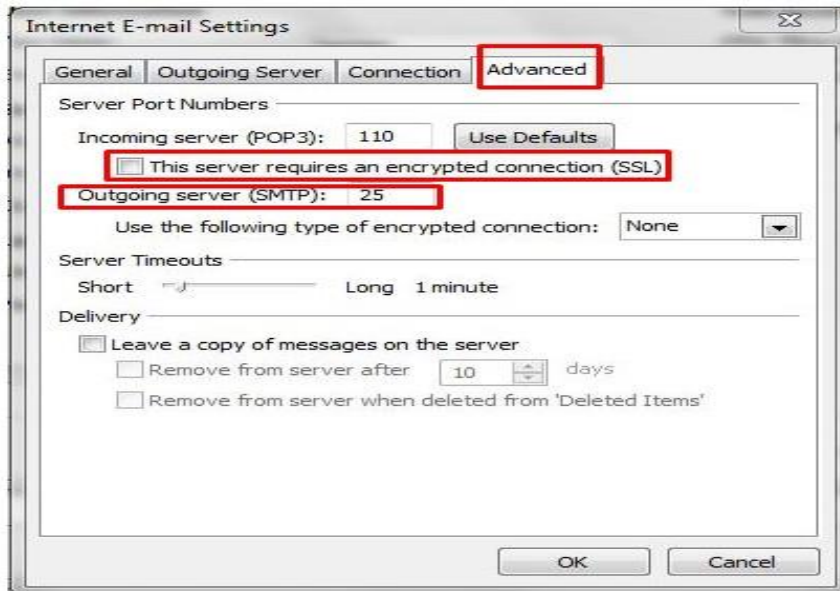 Internet E-mail Settings
General Outgoing Server Connection Advanced
Server Port Numbers
Incoming server (POP3): 110 Use Defaults
This server requires an encrypted connection (SSL)
Outgoing server (SMTP): 25
Use the following type of encrypted connection: None
Server Timeouts
Short Long 1 minute
Delivery
Leave a copy of messages on the server
Remove from server after 10 days
Remove from server when deleted from 'Deleted Items'
OK Cancel